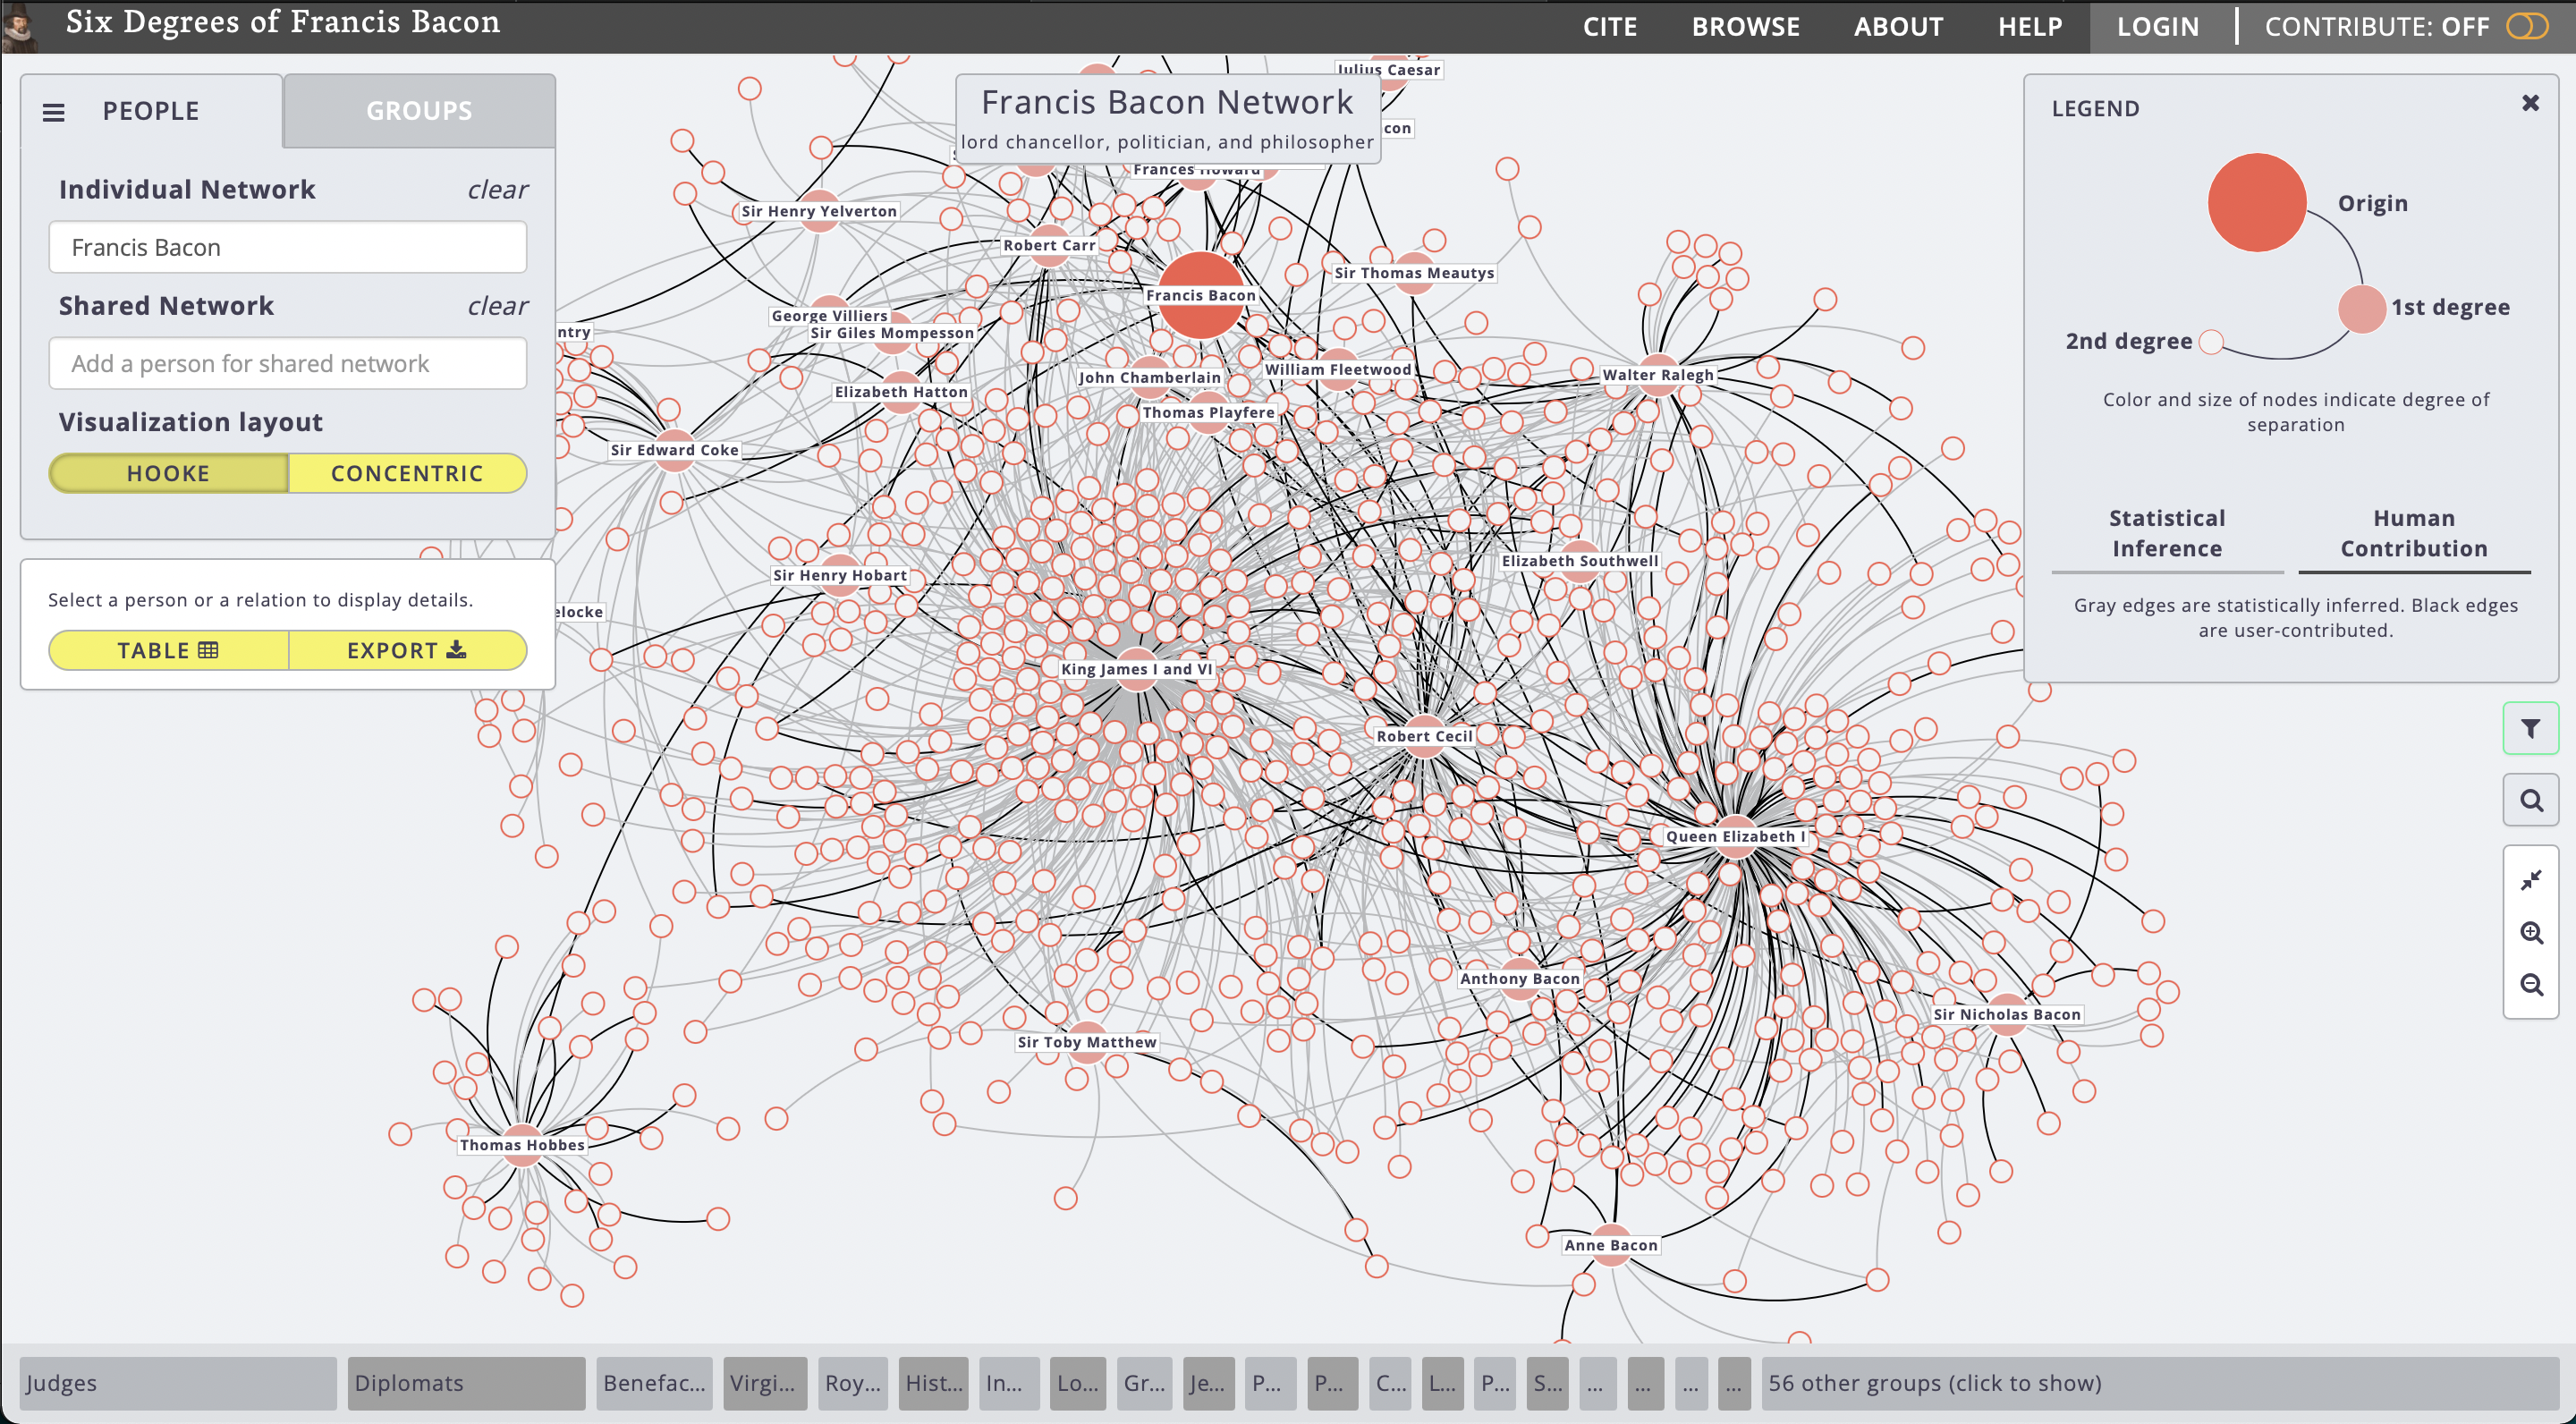 Six Degrees of Francis Bacon
CITE
BROWSE
ABOUT
HELP
LOGIN
CONTRIBUTE: OFF
PEOPLE
GROUPS
Individual Network
clear
Francis Bacon
Shared Network
clear
Add a person for shared network
Visualization layout
HOOKE
CONCENTRIC
Select a person or a relation to display details.
TABLE
EXPORT
Francis Bacon Network
lord chancellor, politician, and philosopher
Julius Caesar
con
Frances Howard
Sir Henry Yelverton
Robert Carr
Sir Thomas Meautys
Francis Bacon
George Villiers
Sir Giles Mompesson
ntry
John Chamberlain
William Fleetwood
Walter Ralegh
Elizabeth Hatton
Thomas Playfere
Sir Edward Coke
Elizabeth Southwell
Sir Henry Hobart
elocke
King James I and VI
Robert Cecil
Queen Elizabeth I
Anthony Bacon
Sir Nicholas Bacon
Sir Toby Matthew
Thomas Hobbes
Anne Bacon
LEGEND
Origin
1st degree
2nd degree
Color and size of nodes indicate degree of
separation
Statistical
Inference
Human
Contribution
Gray edges are statistically inferred. Black edges
are user-contributed.
Judges
Diplomats
Benefac...
Virgi...
Roy...
Hist...
In...
Lo...
Gr...
Je...
P...
P...
C...
L...
P...
S...
...
...
...
...
56 other groups (click to show)